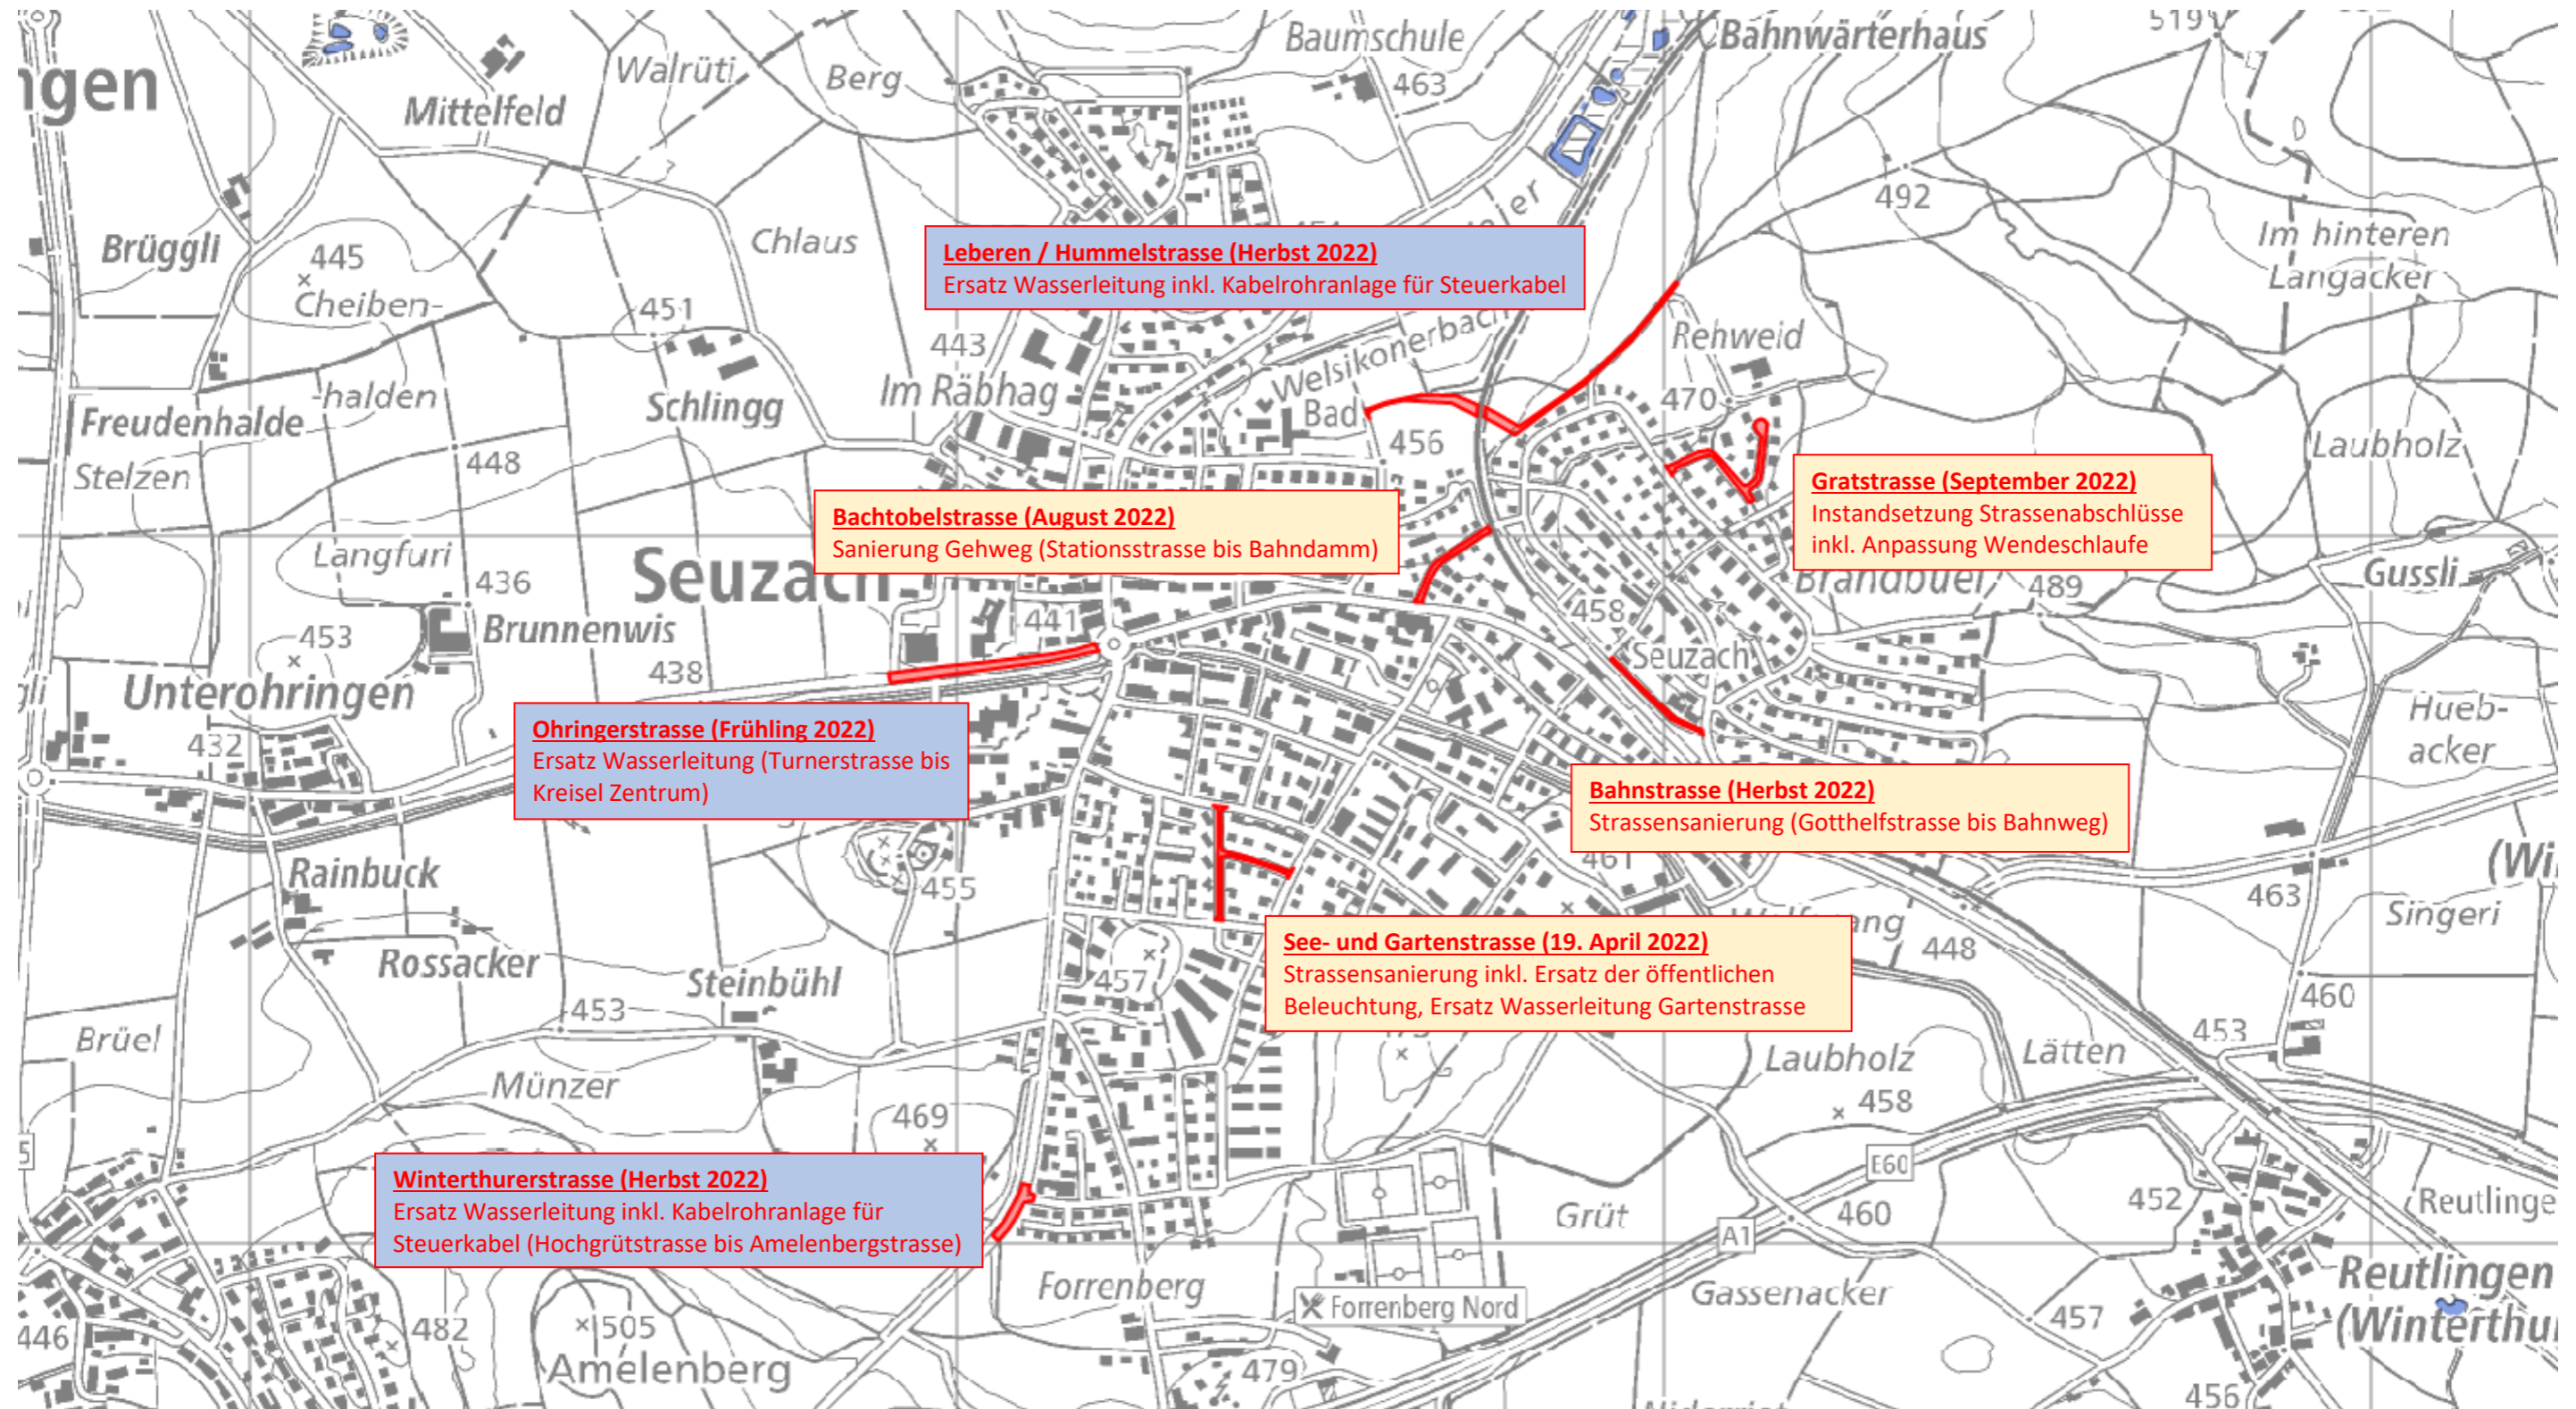 519
Bahnwärterhaus
Baumschule
Walrüti
Berg
463
Mittelfeld
492
Brüggli
445
Chlaus
Im hinteren
Langacker
Leberen / Hummelstrasse (Herbst 2022)
Ersatz Wasserleitung inkl. Kabelrohranlage für Steuerkabel
Cheiben-
-halden
451
443
Rehweid
Welsikonerbach
Im Räbhag
Schlingg
Bad
470
Freudenhalde
456
448
Stelzen
Laubholz
Gratstrasse (September 2022)
Instandsetzung Strassenabschlüsse
inkl. Anpassung Wendeschlaufe
Bachtobelstrasse (August 2022)
Sanierung Gehweg (Stationsstrasse bis Bahndamm)
Langfuri
436
Seuzach
Brandbüel
489
Gussli
453
Brunnenwis
441
458
438
Seuzach
Unterohringen
432
Hueb-
acker
Ohringerstrasse (Frühling 2022)
Ersatz Wasserleitung (Turnerstrasse bis
Kreisel Zentrum)
Bahnstrasse (Herbst 2022)
Strassensanierung (Gotthelfstrasse bis Bahnweg)
461
Rainbuck
455
463
Singeri
See- und Gartenstrasse (19. April 2022)
Strassensanierung inkl. Ersatz der öffentlichen
Beleuchtung, Ersatz Wasserleitung Gartenstrasse
448
Rossacker
Steinbühl
457
453
460
Brüel
453
Münzer
Laubholz
Lätten
469
458
E60
Winterthurerstrasse (Herbst 2022)
Ersatz Wasserleitung inkl. Kabelrohranlage für
Steuerkabel (Hochgrütstrasse bis Amelenbergstrasse)
Grüt
A1
460
452
Reutlinge
Forrenberg
Forrenberg Nord
Gassenacker
Reutlingen
(Winterthu
446
482
505
Amelenberg
457
479
456